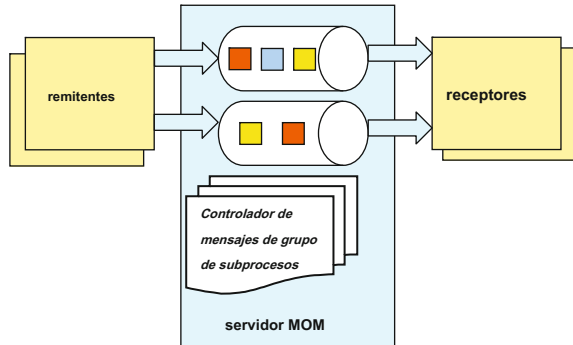 remitentes
receptores
Controlador de
mensajes de grupo
de subprocesos
servidor MOM